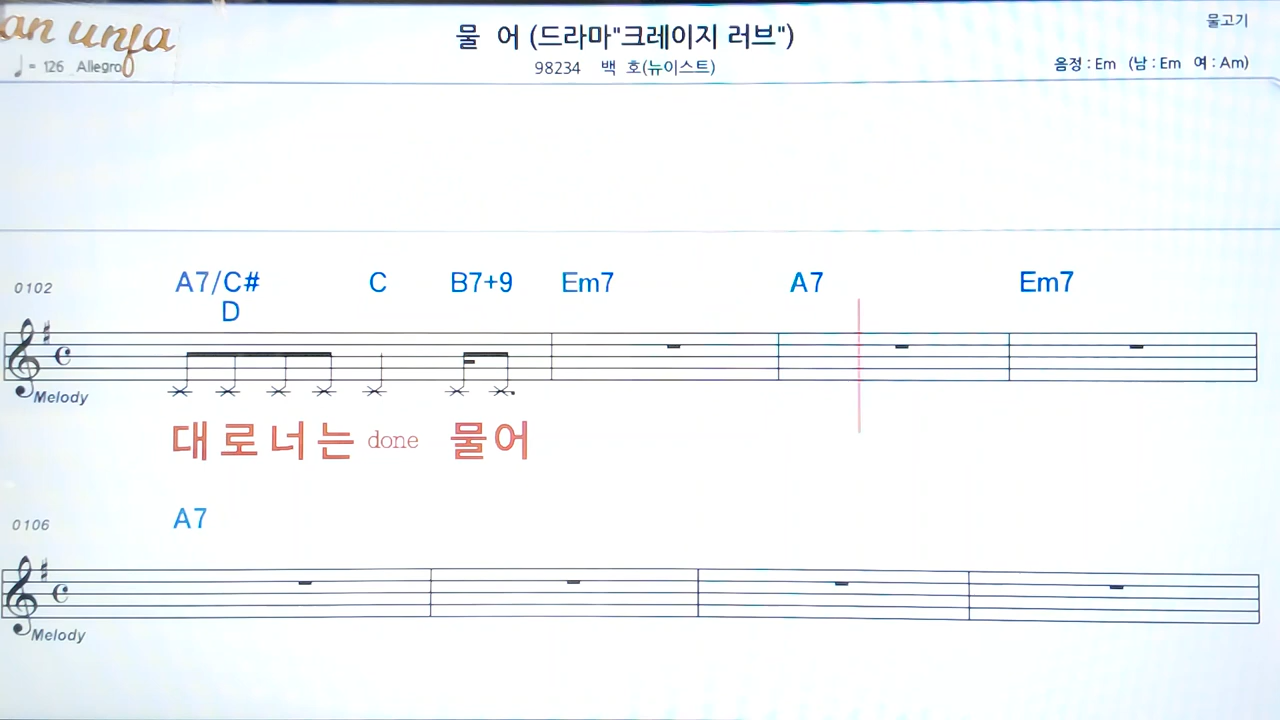 an unja
♩= 126 Allegro
물 어 (드라마"크레이지 러브")
98234 백 호(뉴이스트)
물고기
음정 : Em (남 : Em 여 : Am)
0102
A7/C# C B7+9 Em7 A7 Em7
D
Melody
대로너는 done 물어
0106
A7
Melody